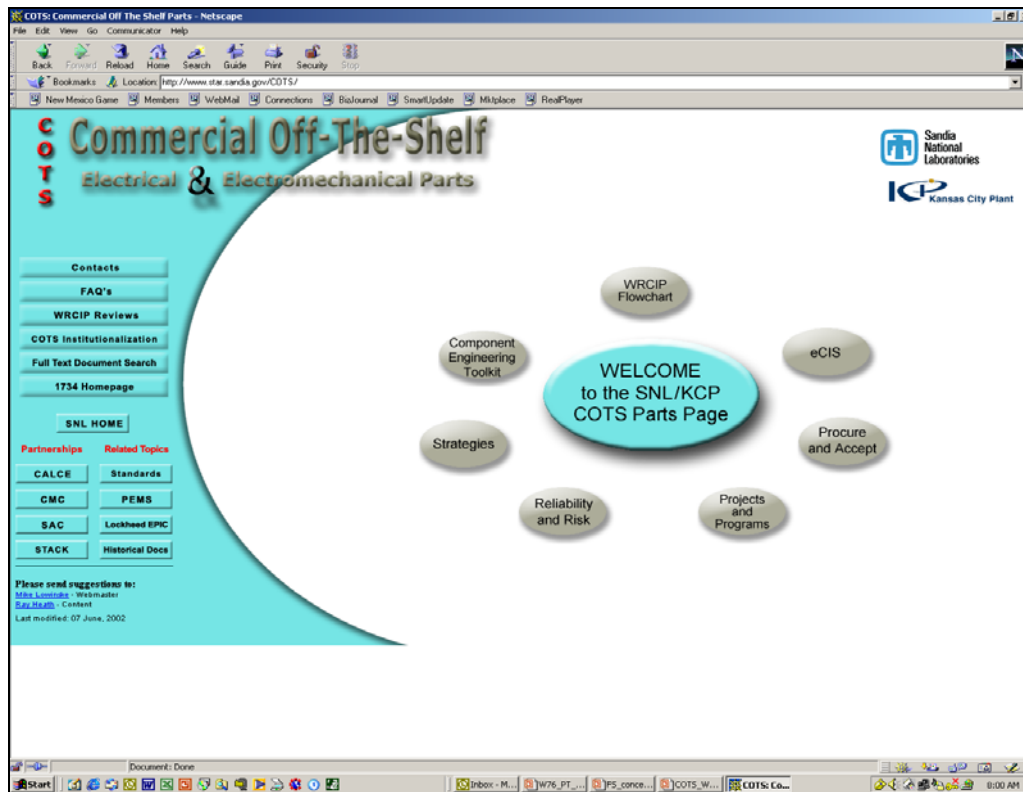 COTS: Commercial Off The Shelf Parts - Netscape
File Edit View Go Communicator Help
Back Forward Reload Home Search Guide Print Security Stop
Bookmarks Location: http://www.star.sandia.gov/COTS/
New Mexico Game Members WebMail Connections BizJournal SmartUpdate Mktplace RealPlayer
COTS
Commercial Off-The-Shelf
Electrical & Electromechanical Parts
Sandia
National
Laboratories
KCP
Kansas City Plant
Contacts
FAQ's
WRCIP Reviews
COTS Institutionalization
Full Text Document Search
1734 Homepage
SNL HOME
Partnerships Related Topics
CALCE Standards
CMC PEMS
SAC Lockheed EPIC
STACK Historical Docs
Please send suggestions to:
Mike Lowinske - Webmaster
Ray Heath - Content
Last modified: 07 June, 2002
WRCIP
Flowchart
Component
Engineering
Toolkit
eCIS
WELCOME
to the SNL/KCP
COTS Parts Page
Strategies
Procure
and Accept
Reliability
and Risk
Projects
and
Programs
Document: Done
Start
Inbox - M...
W76_PT_...
FS_conce...
COTS_W...
COTS: Co...
8:00 AM